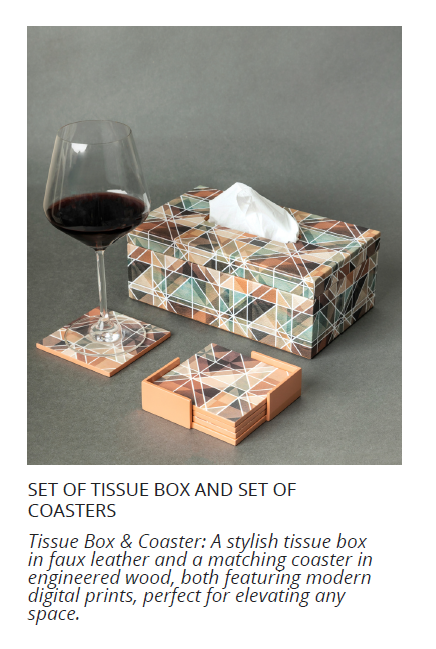 SET OF TISSUE BOX AND SET OF
COASTERS
Tissue Box & Coaster: A stylish tissue box
in faux leather and a matching coaster in
engineered wood, both featuring modern
digital prints, perfect for elevating any
space.